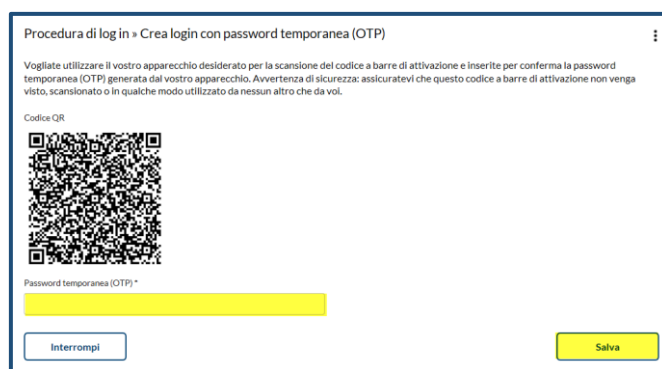 Procedura di log in » Crea login con password temporanea (OTP)
Vogliate utilizzare il vostro apparecchio desiderato per la scansione del codice a barre di attivazione e inserite per conferma la password
temporanea (OTP) generata dal vostro apparecchio. Avvertenza di sicurezza: assicuratevi che questo codice a barre di attivazione non venga
visto, scansionato o in qualche modo utilizzato da nessun altro che da voi.
Codice QR
Password temporanea (OTP) *
Interrompi
Salva